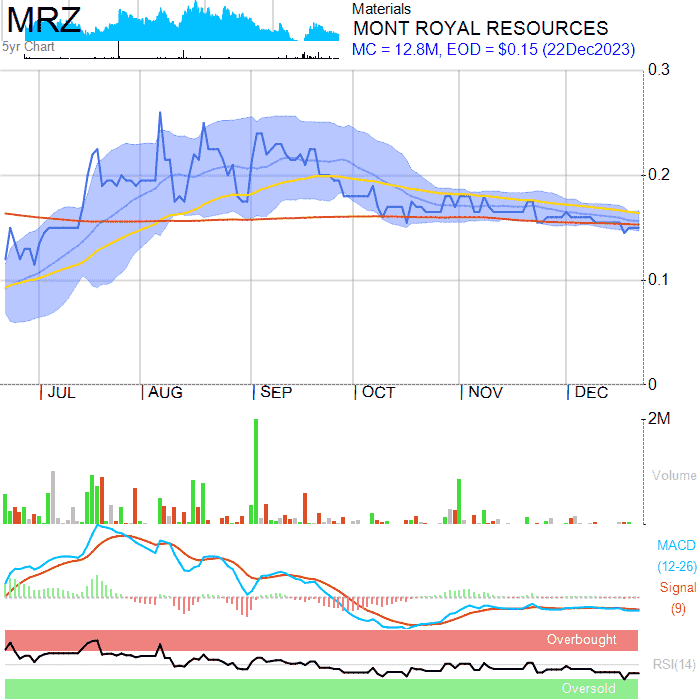 MRZ
5yr Chart
Materials
MONT ROYAL RESOURCES
MC = 12.8M, EOD = $0.15 (22Dec2023)
0.3
0.2
0.1
0
JUL AUG SEP OCT NOV DEC
2M
Volume
MACD
(12-26)
Signal
(9)
Overbought
RSI(14)
Oversold